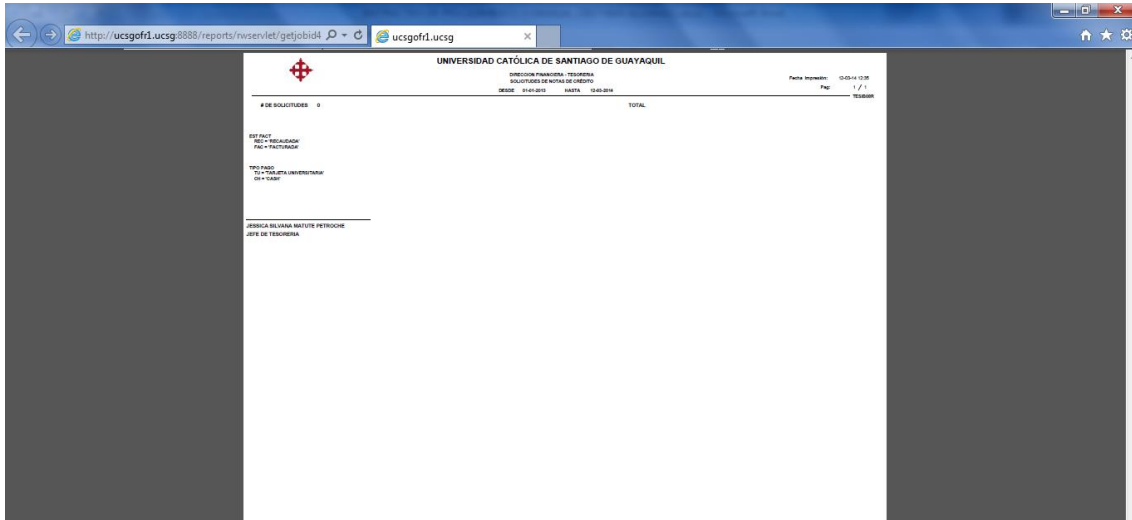 http://ucsgofr1.ucsg:8888/reports/rwservlet/getjobid4
ucsgofr1.ucsg
UNIVERSIDAD CATÓLICA DE SANTIAGO DE GUAYAQUIL
DIRECCION FINANCIERA - TESORERIA
SOLICITUDES DE NOTAS DE CRÉDITO
DESDE 01-01-2013 HASTA 12-03-2014
Fecha Impresión: 12-03-14 12:35
Pag: 1 / 1
# DE SOLICITUDES 0 TOTAL
EST FACT
REC = 'RECAUDADA'
FAC = 'FACTURADA'
TIPO PAGO
TU = 'TARJETA UNIVERSITARIA'
CH = 'CASH'
JESSICA SILVANA MATUTE PETROCHE
JEFE DE TESORERIA